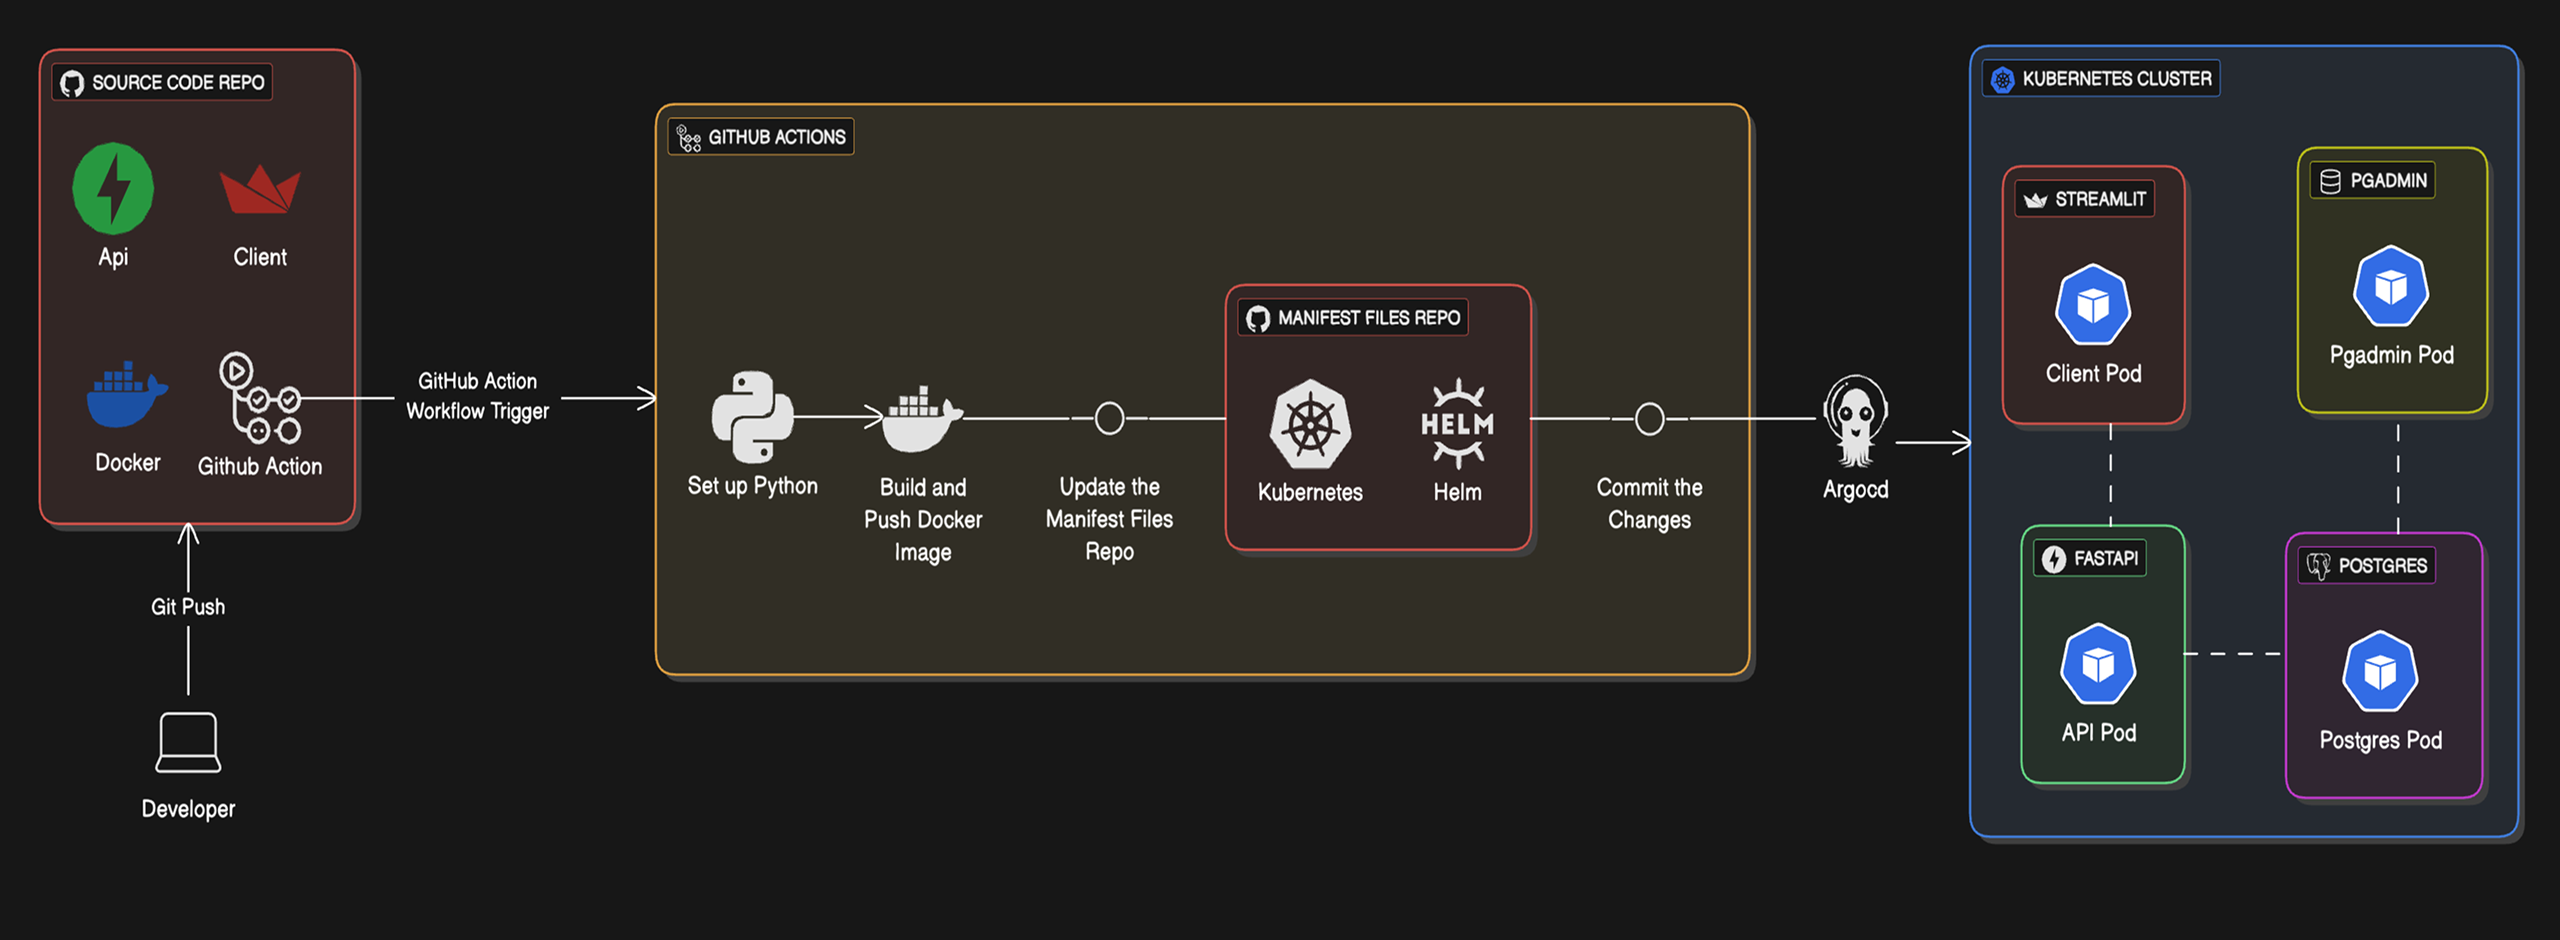 SOURCE CODE REPO
Api
Client
Docker
Github Action
Git Push
Developer
GitHub Action
Workflow Trigger
GITHUB ACTIONS
Set up Python
Build and
Push Docker
Image
Update the
Manifest Files
Repo
MANIFEST FILES REPO
Kubernetes
HELM
Helm
Commit the
Changes
Argocd
KUBERNETES CLUSTER
STREAMLIT
Client Pod
PGADMIN
Pgadmin Pod
FASTAPI
API Pod
POSTGRES
Postgres Pod